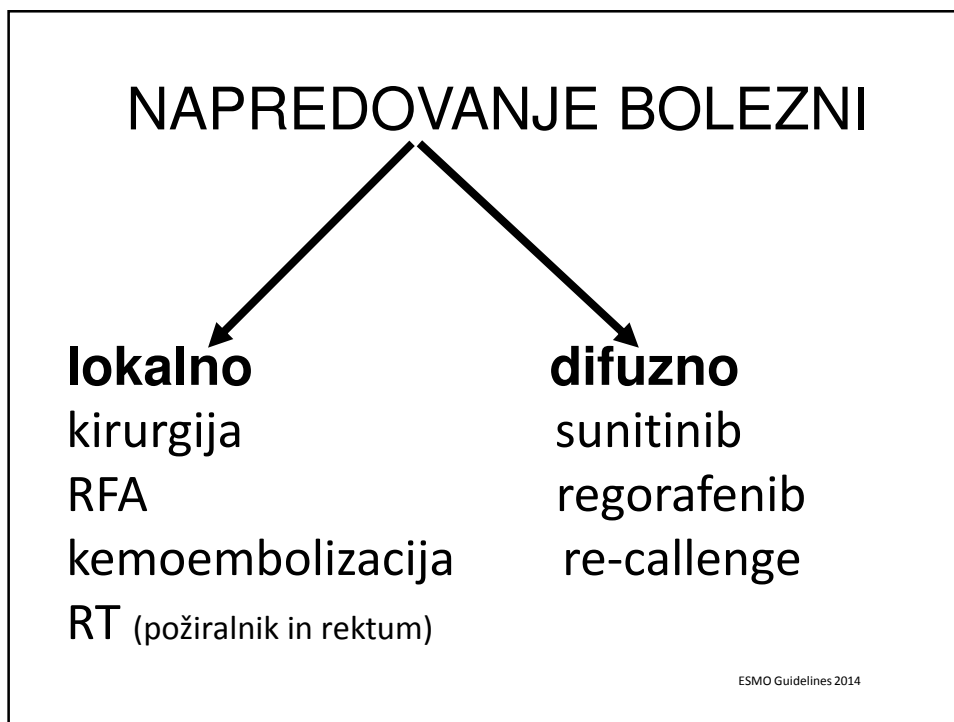 NAPREDOVANJE BOLEZNI
lokalno
kirurgija
RFA
kemoembolizacija
RT (požiralnik in rektum)
difuzno
sunitinib
regorafenib
re-callenge
ESMO Guidelines 2014